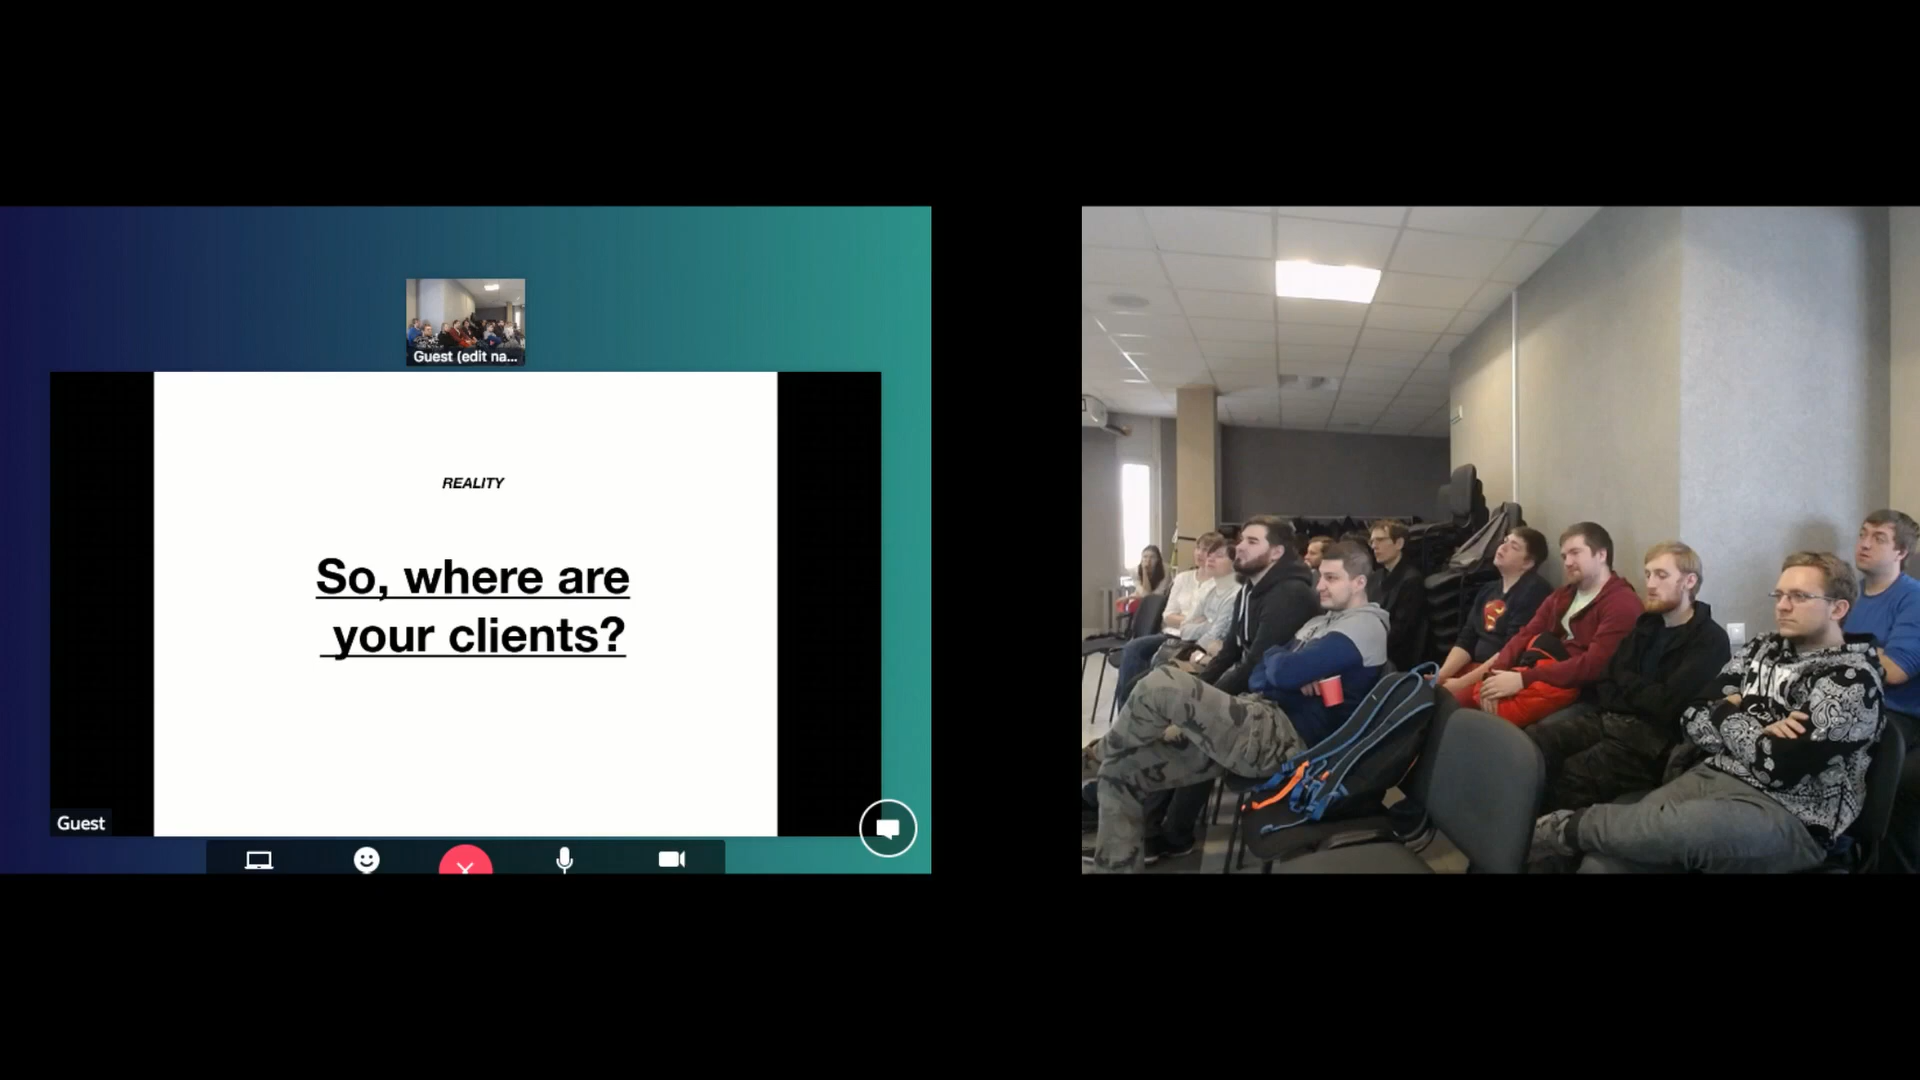 Guest (edit na...
REALITY
So, where are
your clients?
Guest